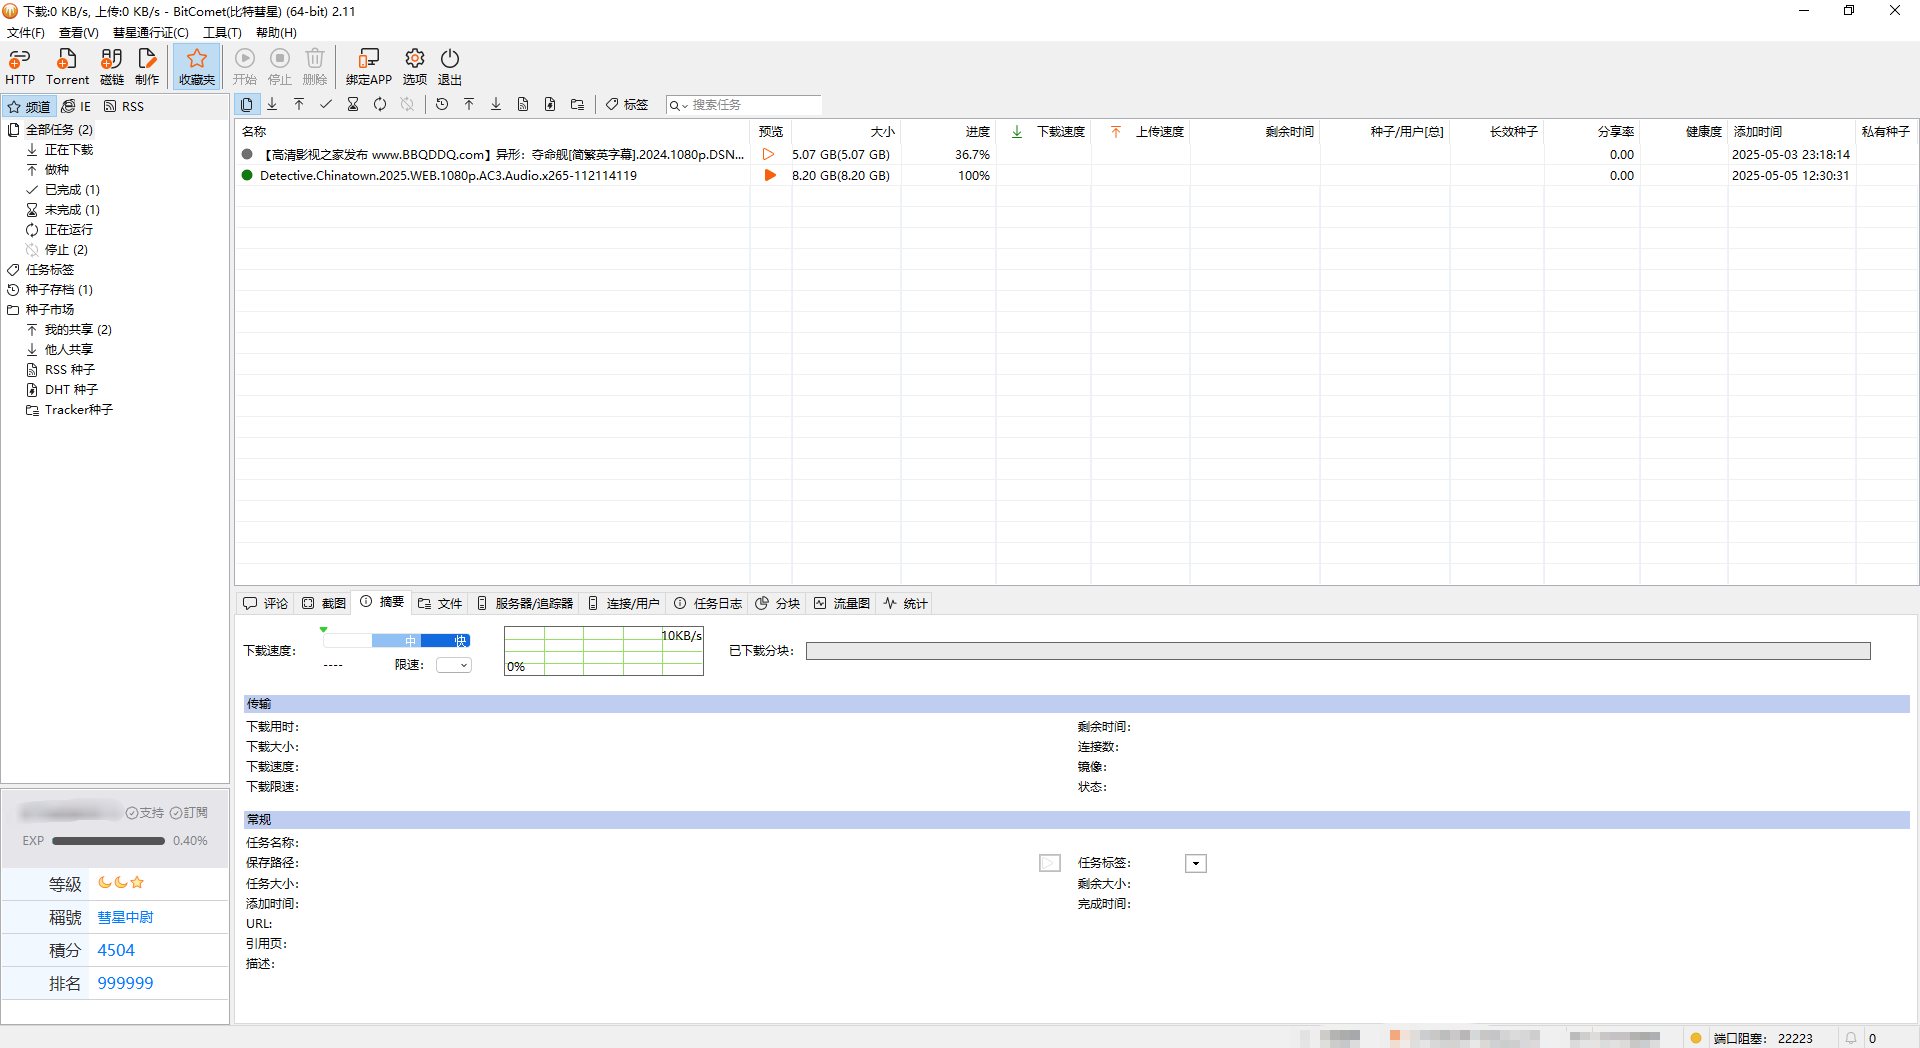 下载:0 KB/s, 上传:0 KB/s - BitComet(比特彗星) (64-bit) 2.11
文件(F) 查看(V) 彗星通行证(C) 工具(T) 帮助(H)
HTTP Torrent 磁链 制作 收藏夹 开始 停止 删除 绑定APP 选项 退出
频道 IE RSS
标签 搜索任务
全部任务 (2)
正在下载
做种
已完成 (1)
未完成 (1)
正在运行
停止 (2)
任务标签
种子存档 (1)
种子市场
我的共享 (2)
他人共享
RSS 种子
DHT 种子
Tracker种子
名称 预览 大小 进度 下载速度 上传速度 剩余时间 种子/用户[总] 长效种子 分享率 健康度 添加时间 私有种子
【高清影视之家发布 www.BBQDDQ.com】异形：夺命舰[简繁英字幕].2024.1080p.DSN... 5.07 GB(5.07 GB) 36.7% 0.00 2025-05-03 23:18:14
Detective.Chinatown.2025.WEB.1080p.AC3.Audio.x265-112114119 8.20 GB(8.20 GB) 100% 0.00 2025-05-05 12:30:31
评论 截图 摘要 文件 服务器/追踪器 连接/用户 任务日志 分块 流量图 统计
下载速度: 中 快
---- 限速:
10KB/s
0%
已下载分块:
传输
下载用时: 剩余时间:
下载大小: 连接数:
下载速度: 镜像:
下载限速: 状态:
常规
任务名称:
保存路径: 任务标签:
任务大小: 剩余大小:
添加时间: 完成时间:
URL:
引用页:
描述:
支持 訂閱
EXP 0.40%
等級
稱號 彗星中尉
積分 4504
排名 999999
端口阻塞: 22223 0